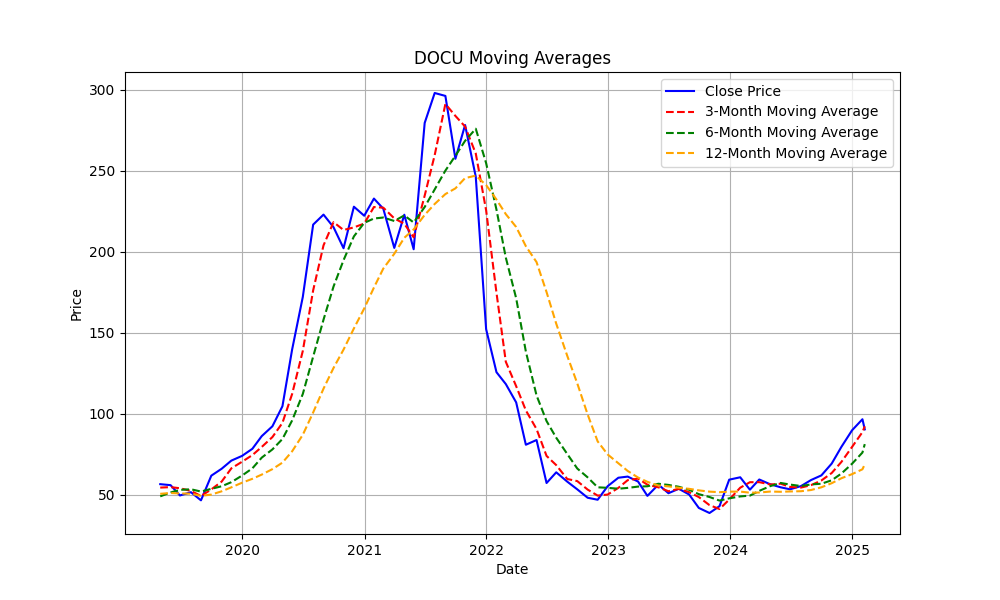 DOCU Moving Averages
Close Price
3-Month Moving Average
6-Month Moving Average
12-Month Moving Average
Price
300
250
200
150
100
50
2020 2021 2022 2023 2024 2025
Date